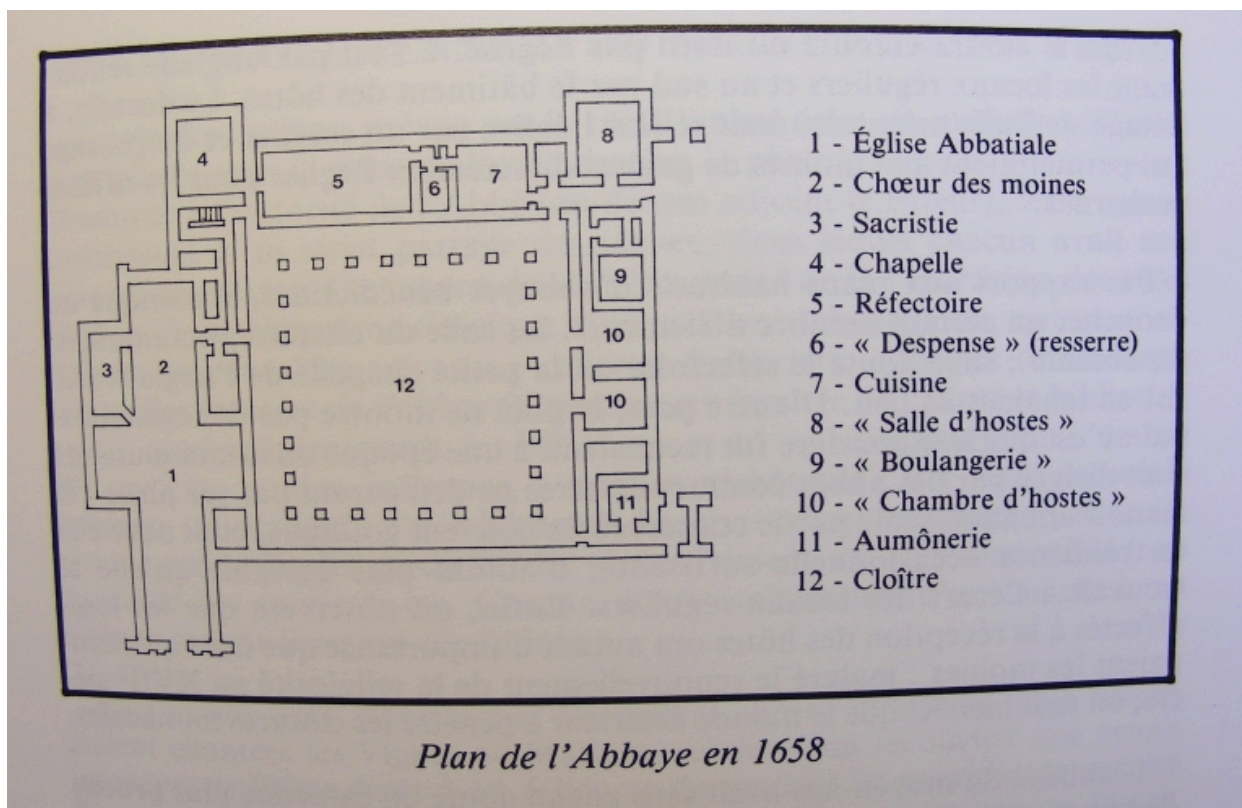 4
5
6
7
8
9
3
2
12
10
10
1
11
1 - Église Abbatiale
2 - Chœur des moines
3 - Sacristie
4 - Chapelle
5 - Réfectoire
6 - « Despense » (resserre)
7 - Cuisine
8 - « Salle d'hostes »
9 - « Boulangerie »
10 - « Chambre d'hostes »
11 - Aumônerie
12 - Cloître
Plan de l'Abbaye en 1658